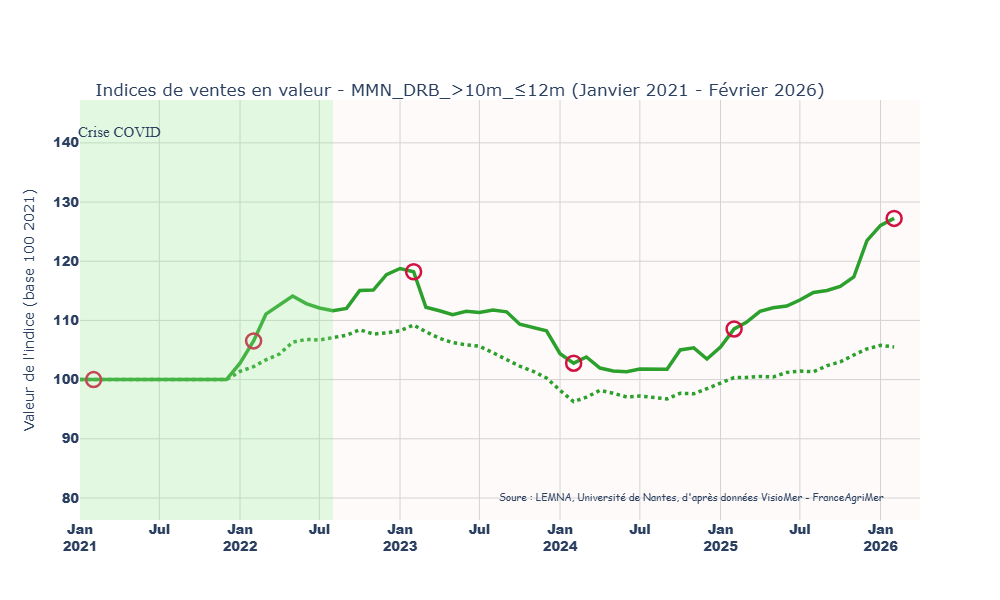 Indices de ventes en valeur - MMN_DRB_>10m_≤12m (Janvier 2021 - Février 2026)
Crise COVID
Valeur de l'indice (base 100 2021)
140
130
120
110
100
90
80
Soure : LEMNA, Université de Nantes, d'après données VisioMer - FranceAgriMer
Jan Jul Jan Jul Jan Jul Jan Jul Jan Jul Jan
2021 2022 2023 2024 2025 2026